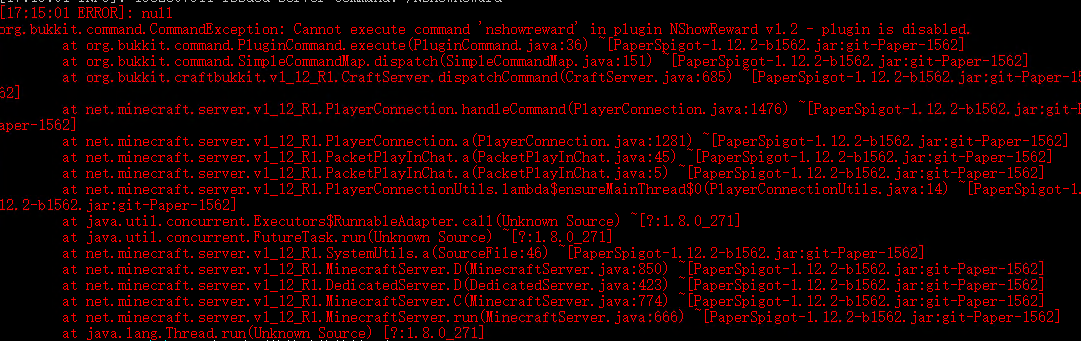 [17:15:01 ERROR]: null
org.bukkit.command.CommandException: Cannot execute command 'nshowreward' in plugin NShowReward v1.2 - plugin is disabled.
at org.bukkit.command.PluginCommand.execute(PluginCommand.java:36) ~[PaperSpigot-1.12.2-b1562.jar:git-Paper-1562]
at org.bukkit.command.SimpleCommandMap.dispatch(SimpleCommandMap.java:151) ~[PaperSpigot-1.12.2-b1562.jar:git-Paper-1562]
at org.bukkit.craftbukkit.v1_12_R1.CraftServer.dispatchCommand(CraftServer.java:685) ~[PaperSpigot-1.12.2-b1562.jar:git-Paper-15
62]
at net.minecraft.server.v1_12_R1.PlayerConnection.handleCommand(PlayerConnection.java:1476) ~[PaperSpigot-1.12.2-b1562.jar:git-P
aper-1562]
at net.minecraft.server.v1_12_R1.PlayerConnection.a(PlayerConnection.java:1281) ~[PaperSpigot-1.12.2-b1562.jar:git-Paper-1562]
at net.minecraft.server.v1_12_R1.PacketPlayInChat.a(PacketPlayInChat.java:45) ~[PaperSpigot-1.12.2-b1562.jar:git-Paper-1562]
at net.minecraft.server.v1_12_R1.PacketPlayInChat.a(PacketPlayInChat.java:5) ~[PaperSpigot-1.12.2-b1562.jar:git-Paper-1562]
at net.minecraft.server.v1_12_R1.PlayerConnectionUtils.lambda$ensureMainThread$0(PlayerConnectionUtils.java:14) ~[PaperSpigot-1.
12.2-b1562.jar:git-Paper-1562]
at java.util.concurrent.Executors$RunnableAdapter.call(Unknown Source) ~[?:1.8.0_271]
at java.util.concurrent.FutureTask.run(Unknown Source) ~[?:1.8.0_271]
at net.minecraft.server.v1_12_R1.SystemUtils.a(SourceFile:46) ~[PaperSpigot-1.12.2-b1562.jar:git-Paper-1562]
at net.minecraft.server.v1_12_R1.MinecraftServer.D(MinecraftServer.java:850) ~[PaperSpigot-1.12.2-b1562.jar:git-Paper-1562]
at net.minecraft.server.v1_12_R1.DedicatedServer.D(DedicatedServer.java:423) ~[PaperSpigot-1.12.2-b1562.jar:git-Paper-1562]
at net.minecraft.server.v1_12_R1.MinecraftServer.C(MinecraftServer.java:774) ~[PaperSpigot-1.12.2-b1562.jar:git-Paper-1562]
at net.minecraft.server.v1_12_R1.MinecraftServer.run(MinecraftServer.java:666) ~[PaperSpigot-1.12.2-b1562.jar:git-Paper-1562]
at java.lang.Thread.run(Unknown Source) [?:1.8.0_271]